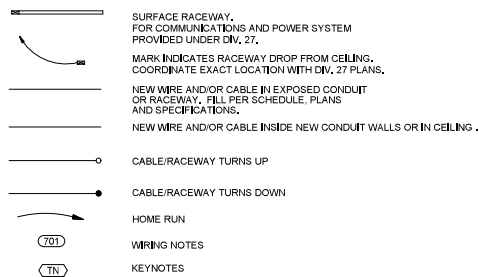 SURFACE RACEWAY.
FOR COMMUNICATIONS AND POWER SYSTEM
PROVIDED UNDER DIV. 27.
MARK INDICATES RACEWAY DROP FROM CEILING.
COORDINATE EXACT LOCATION WITH DIV. 27 PLANS.
NEW WIRE AND/OR CABLE IN EXPOSED CONDUIT
OR RACEWAY. FILL PER SCHEDULE, PLANS
AND SPECIFICATIONS.
NEW WIRE AND/OR CABLE INSIDE NEW CONDUIT WALLS OR IN CEILING .
CABLE/RACEWAY TURNS UP
CABLE/RACEWAY TURNS DOWN
HOME RUN
701 WIRING NOTES
TN KEYNOTES